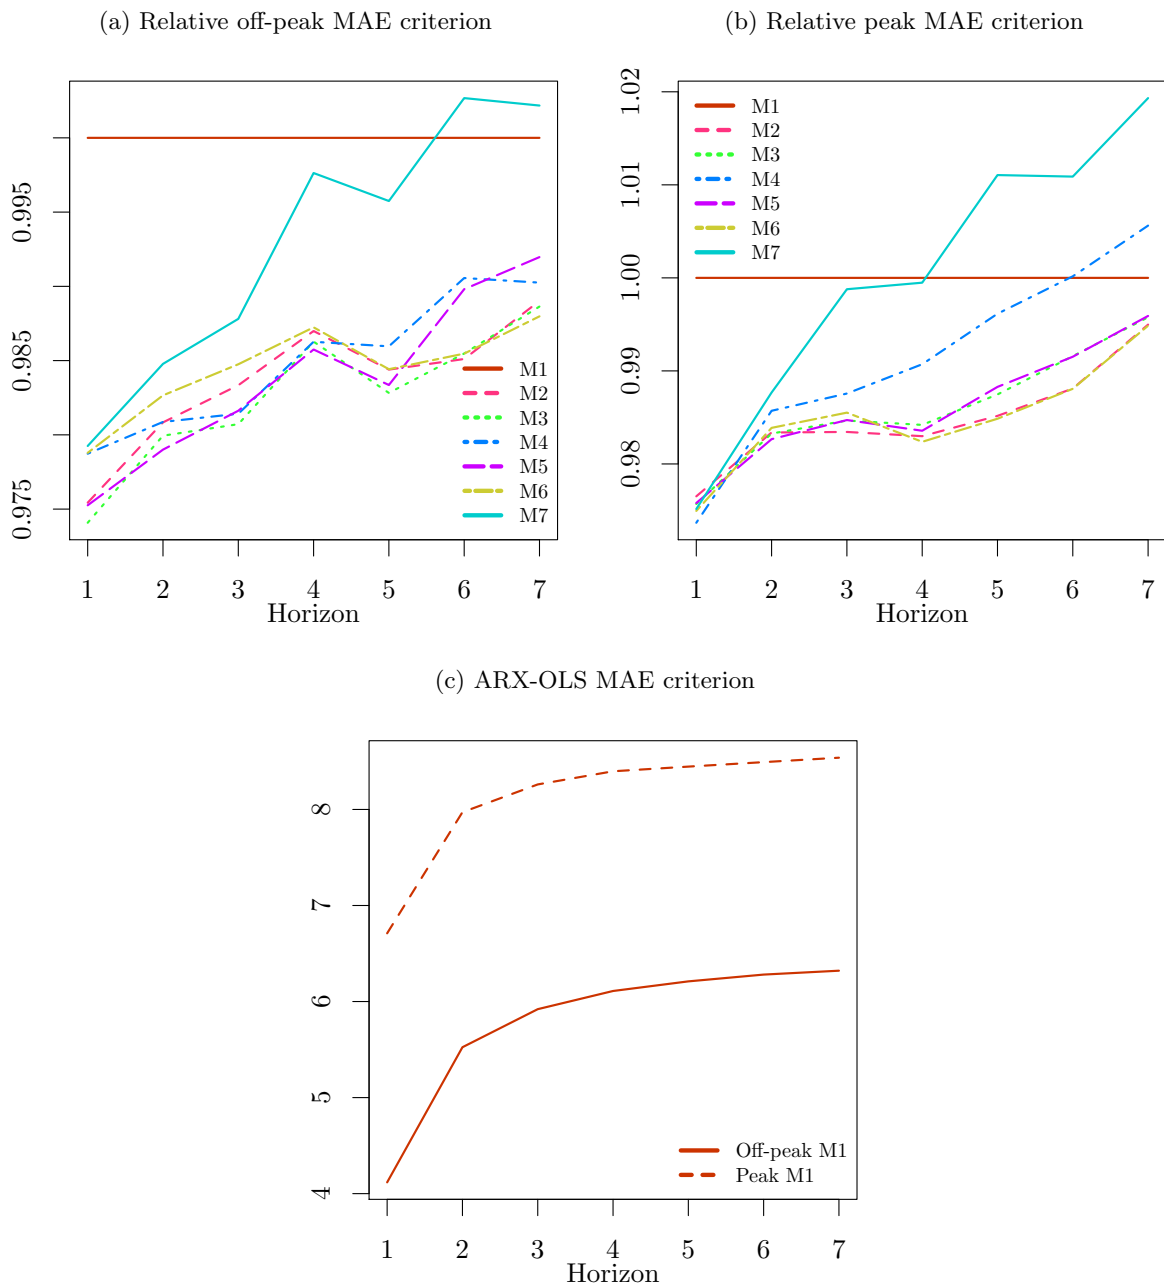 (a) Relative off-peak MAE criterion
0.995
0.985
0.975
M1
M2
M3
M4
M5
M6
M7
1 2 3 4 5 6 7
Horizon
(b) Relative peak MAE criterion
1.02
1.01
1.00
0.99
0.98
M1
M2
M3
M4
M5
M6
M7
1 2 3 4 5 6 7
Horizon
(c) ARX-OLS MAE criterion
8
7
6
5
4
Off-peak M1
Peak M1
1 2 3 4 5 6 7
Horizon